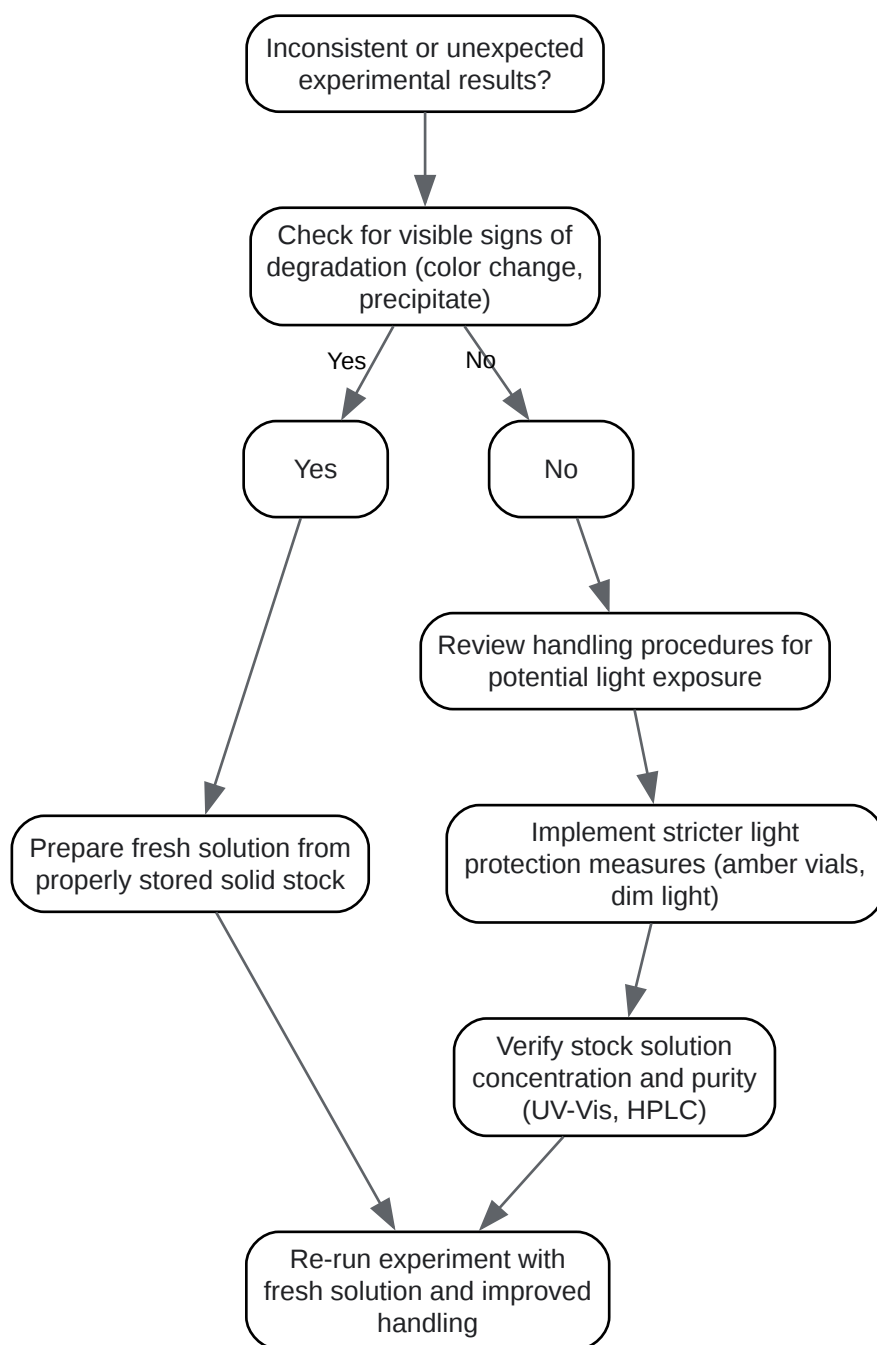 Inconsistent or unexpected
experimental results?
Check for visible signs of
degradation (color change,
precipitate)
Yes
No
Yes
No
Review handling procedures for
potential light exposure
Implement stricter light
protection measures (amber vials,
dim light)
Prepare fresh solution from
properly stored solid stock
Verify stock solution
concentration and purity
(UV-Vis, HPLC)
Re-run experiment with
fresh solution and improved
handling